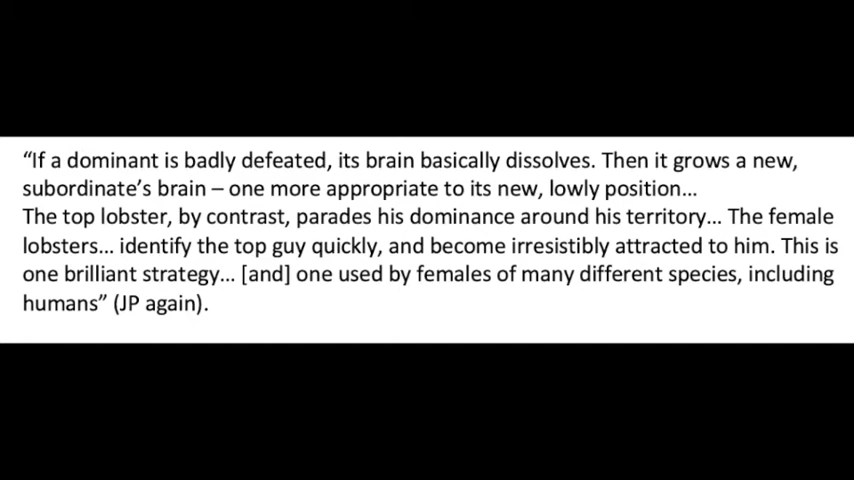 “If a dominant is badly defeated, its brain basically dissolves. Then it grows a new,
subordinate’s brain – one more appropriate to its new, lowly position…
The top lobster, by contrast, parades his dominance around his territory… The female
lobsters… identify the top guy quickly, and become irresistibly attracted to him. This is
one brilliant strategy… [and] one used by females of many different species, including
humans” (JP again).